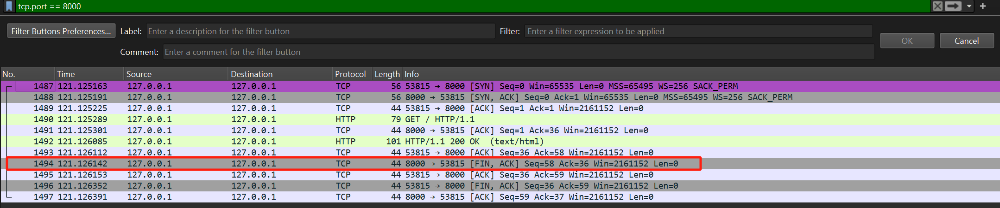 tcp.port == 8000
Filter Buttons Preferences... Label: Enter a description for the filter button Filter: Enter a filter expression to be applied OK Cancel
Comment: Enter a comment for the filter button
No. Time Source Destination Protocol Length Info
1487 121.125163 127.0.0.1 127.0.0.1 TCP 56 53815 → 8000 [SYN] Seq=0 Win=65535 Len=0 MSS=65495 WS=256 SACK_PERM
1488 121.125191 127.0.0.1 127.0.0.1 TCP 56 8000 → 53815 [SYN, ACK] Seq=0 Ack=1 Win=65535 Len=0 MSS=65495 WS=256 SACK_PERM
1489 121.125225 127.0.0.1 127.0.0.1 TCP 44 53815 → 8000 [ACK] Seq=1 Ack=1 Win=2161152 Len=0
1490 121.125289 127.0.0.1 127.0.0.1 HTTP 79 GET / HTTP/1.1
1491 121.125301 127.0.0.1 127.0.0.1 TCP 44 8000 → 53815 [ACK] Seq=1 Ack=36 Win=2161152 Len=0
1492 121.126085 127.0.0.1 127.0.0.1 HTTP 101 HTTP/1.1 200 OK (text/html)
1493 121.126112 127.0.0.1 127.0.0.1 TCP 44 53815 → 8000 [ACK] Seq=36 Ack=58 Win=2161152 Len=0
1494 121.126142 127.0.0.1 127.0.0.1 TCP 44 8000 → 53815 [FIN, ACK] Seq=58 Ack=36 Win=2161152 Len=0
1495 121.126153 127.0.0.1 127.0.0.1 TCP 44 53815 → 8000 [ACK] Seq=36 Ack=59 Win=2161152 Len=0
1496 121.126352 127.0.0.1 127.0.0.1 TCP 44 53815 → 8000 [FIN, ACK] Seq=36 Ack=59 Win=2161152 Len=0
1497 121.126391 127.0.0.1 127.0.0.1 TCP 44 8000 → 53815 [ACK] Seq=59 Ack=37 Win=2161152 Len=0